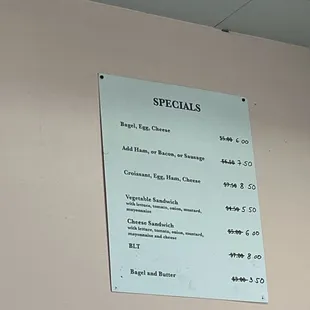 SPECIALS
Bagel, Egg, Cheese
6.00
Add Ham, or Bacon, or Sausage
7.50
Croissant, Egg, Ham, Cheese
8.50
Vegetable Sandwich
with lettuce, tomato, onion, mustard,
mayonnaise
5.50
Cheese Sandwich
with lettuce, tomato, onion, mustard,
mayonnaise and cheese
6.00
BLT
8.00
Bagel and Butter
3.50